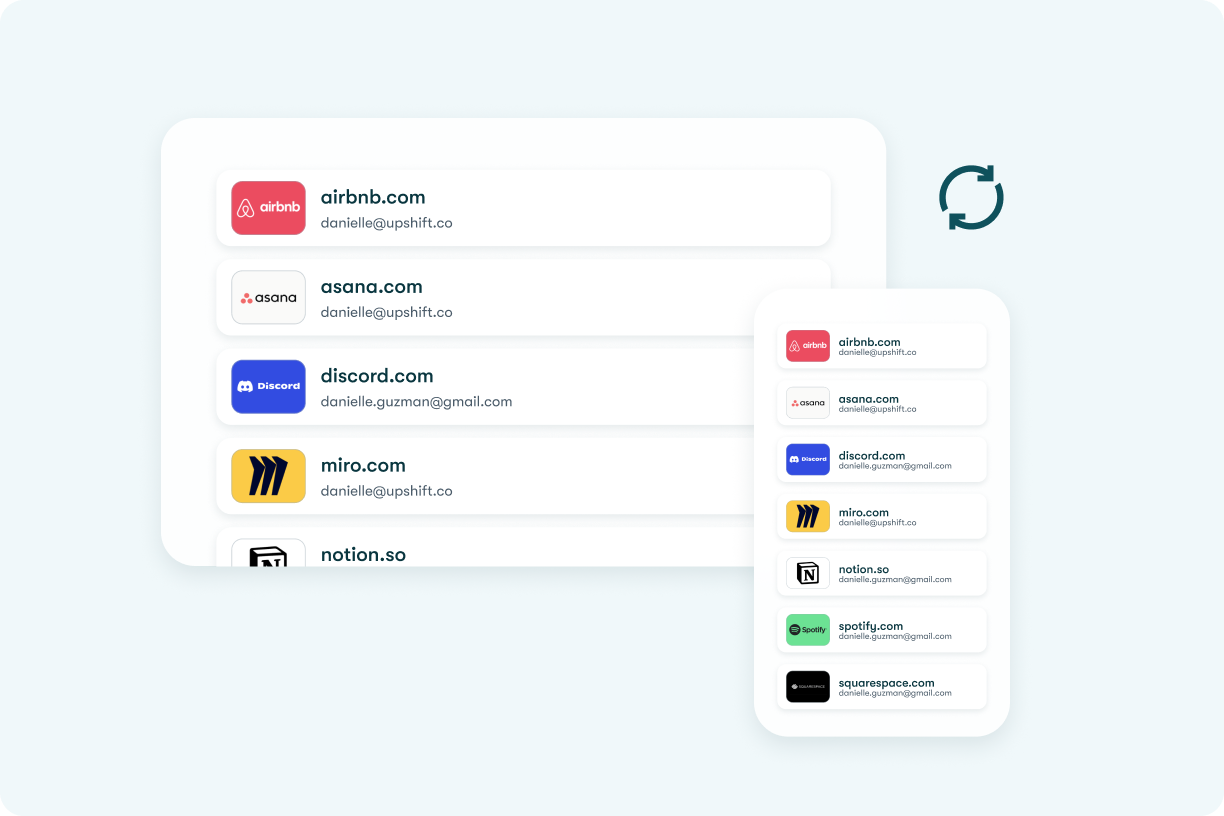 airbnb
airbnb.com
danielle@upshift.co
asana
asana.com
danielle@upshift.co
Discord
discord.com
danielle.guzman@gmail.com
miro.com
danielle@upshift.co
N
notion.so
airbnb
airbnb.com
danielle@upshift.co
asana
asana.com
danielle@upshift.co
Discord
discord.com
danielle.guzman@gmail.com
miro.com
danielle@upshift.co
N
notion.so
danielle.guzman@gmail.com
Spotify
spotify.com
danielle.guzman@gmail.com
SQUARESPACE
squarespace.com
danielle.guzman@gmail.com